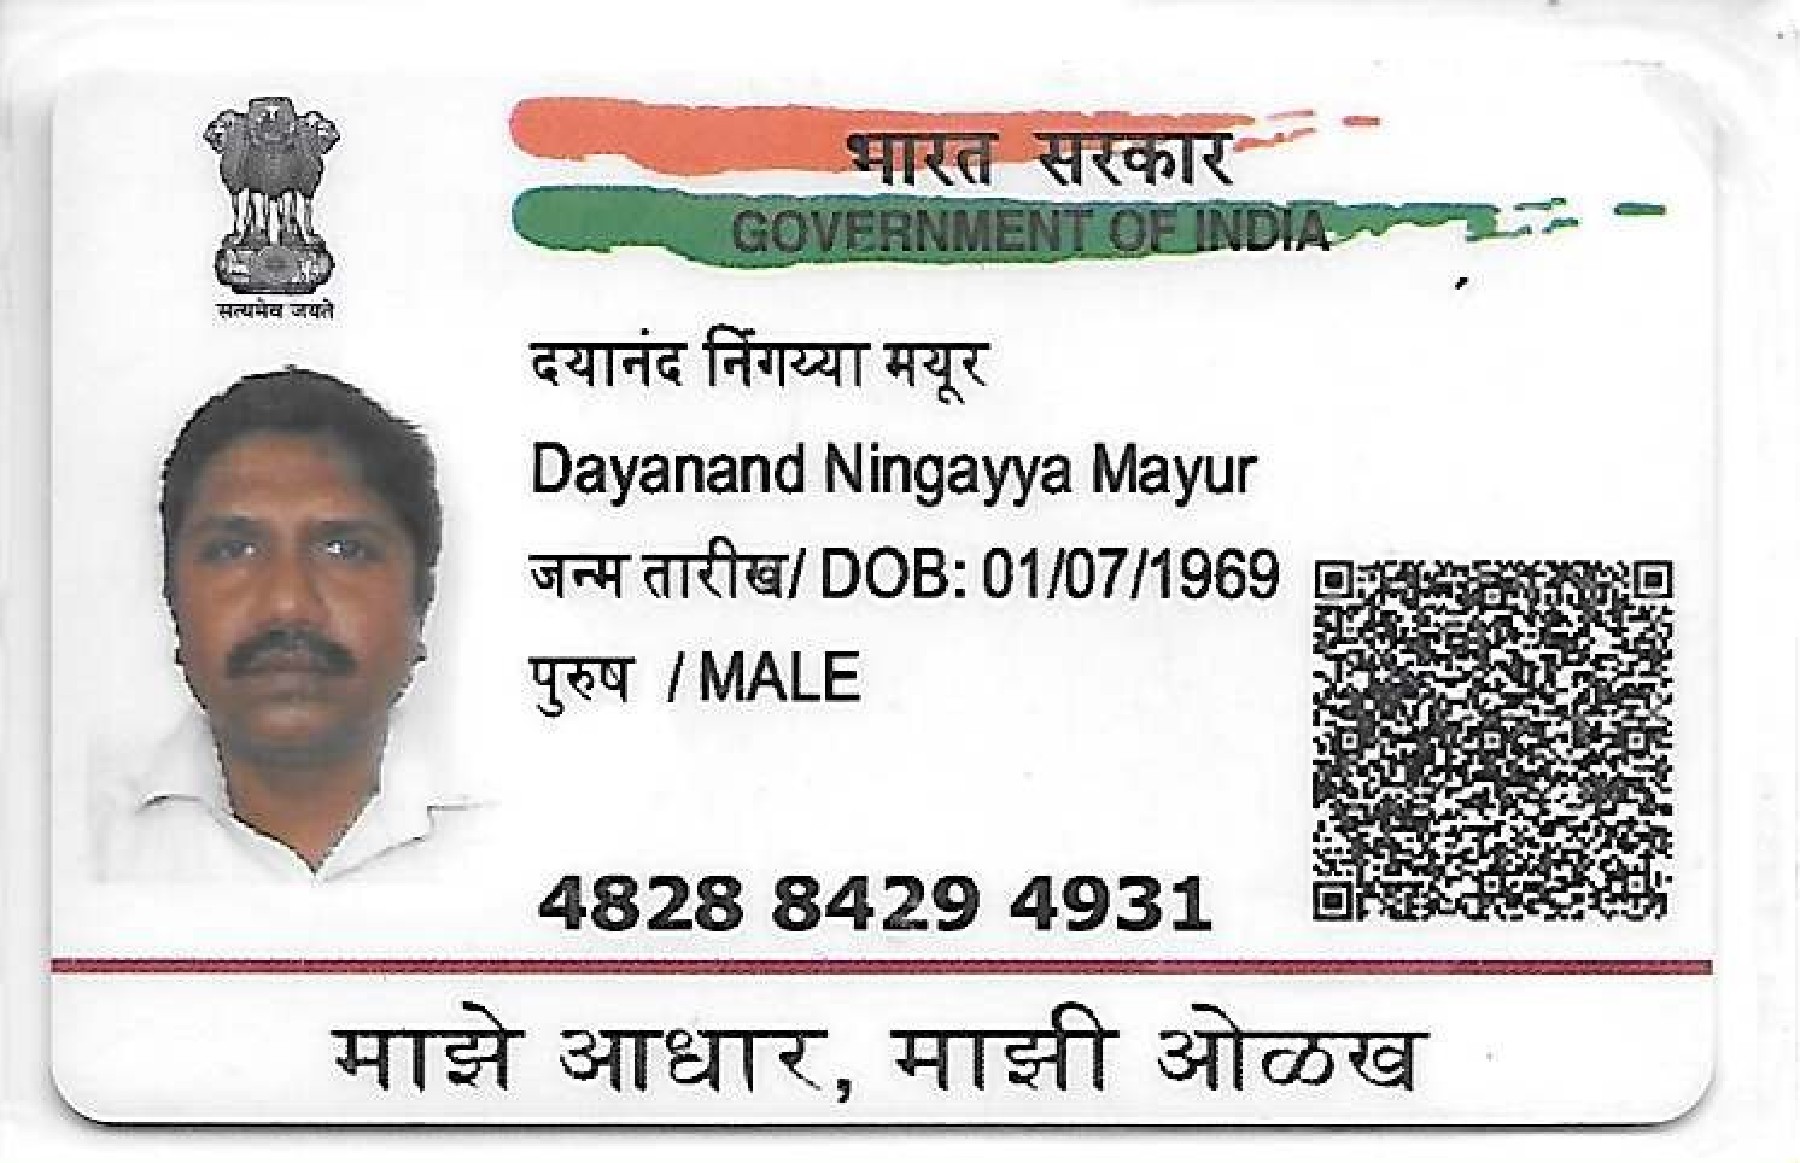 भारत सरकार
GOVERNMENT OF INDIA
सत्यमेव जयते
दयानंद निंगय्या मयूर
Dayanand Ningayya Mayur
जन्म तारीख/ DOB: 01/07/1969
पुरुष / MALE
4828 8429 4931
माझे आधार, माझी ओळख